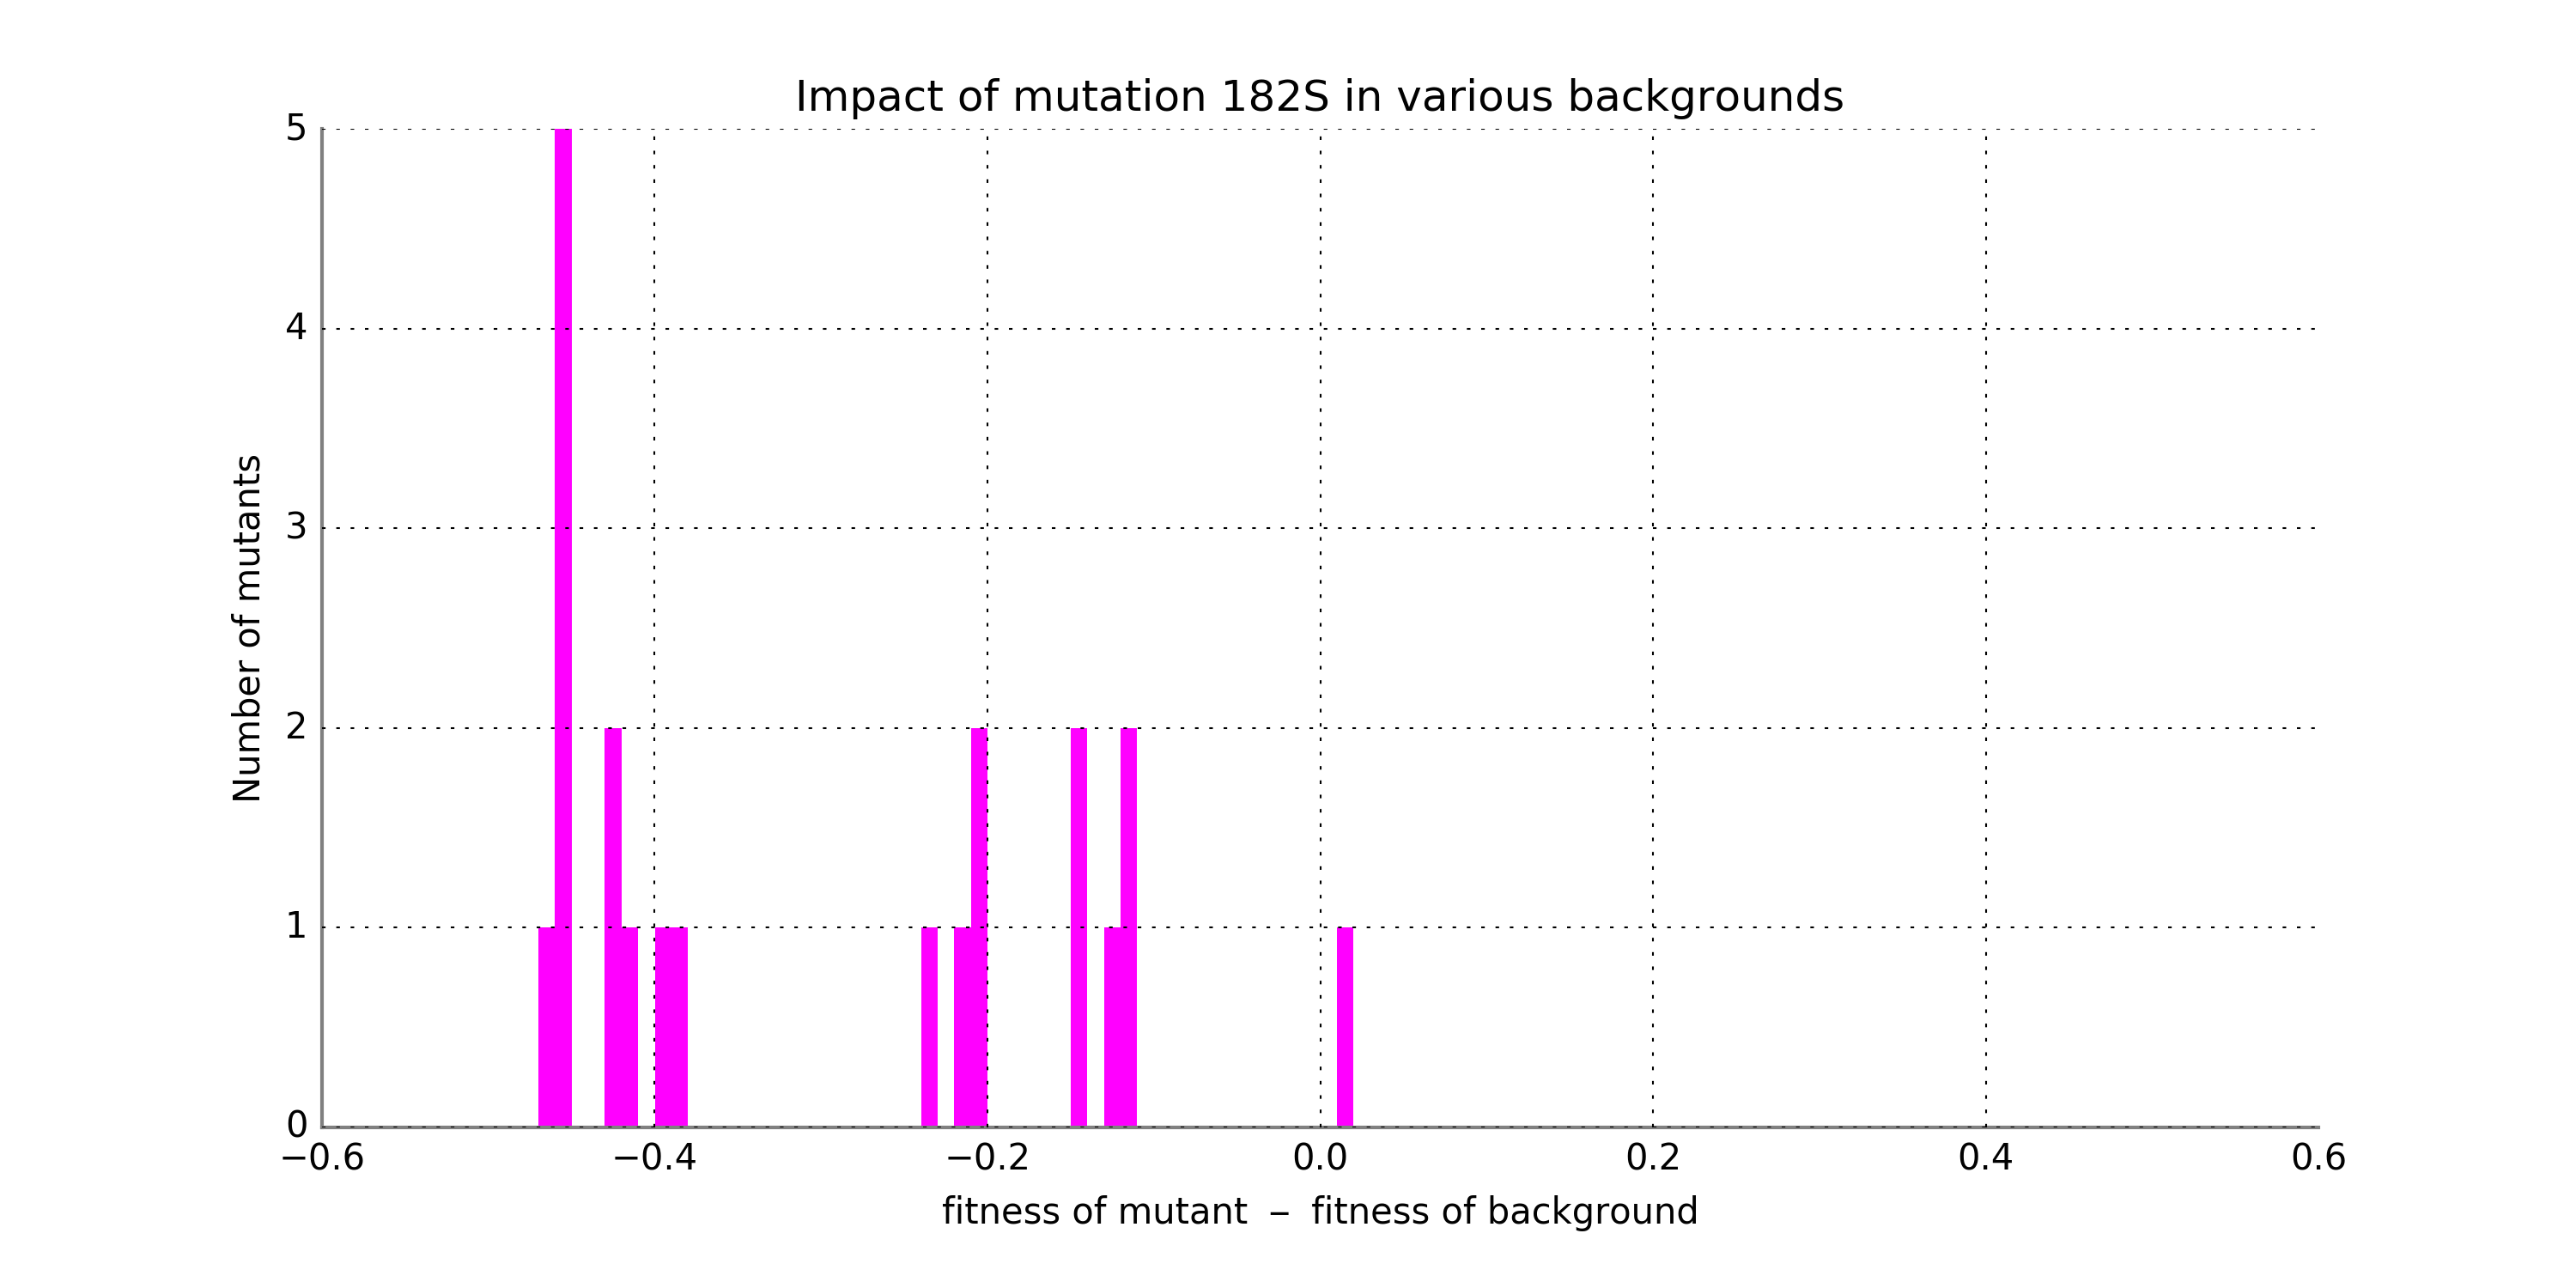 Impact of mutation 182S in various backgrounds
5
4
3
2
1
0
Number of mutants
−0.6 −0.4 −0.2 0.0 0.2 0.4 0.6
fitness of mutant − fitness of background